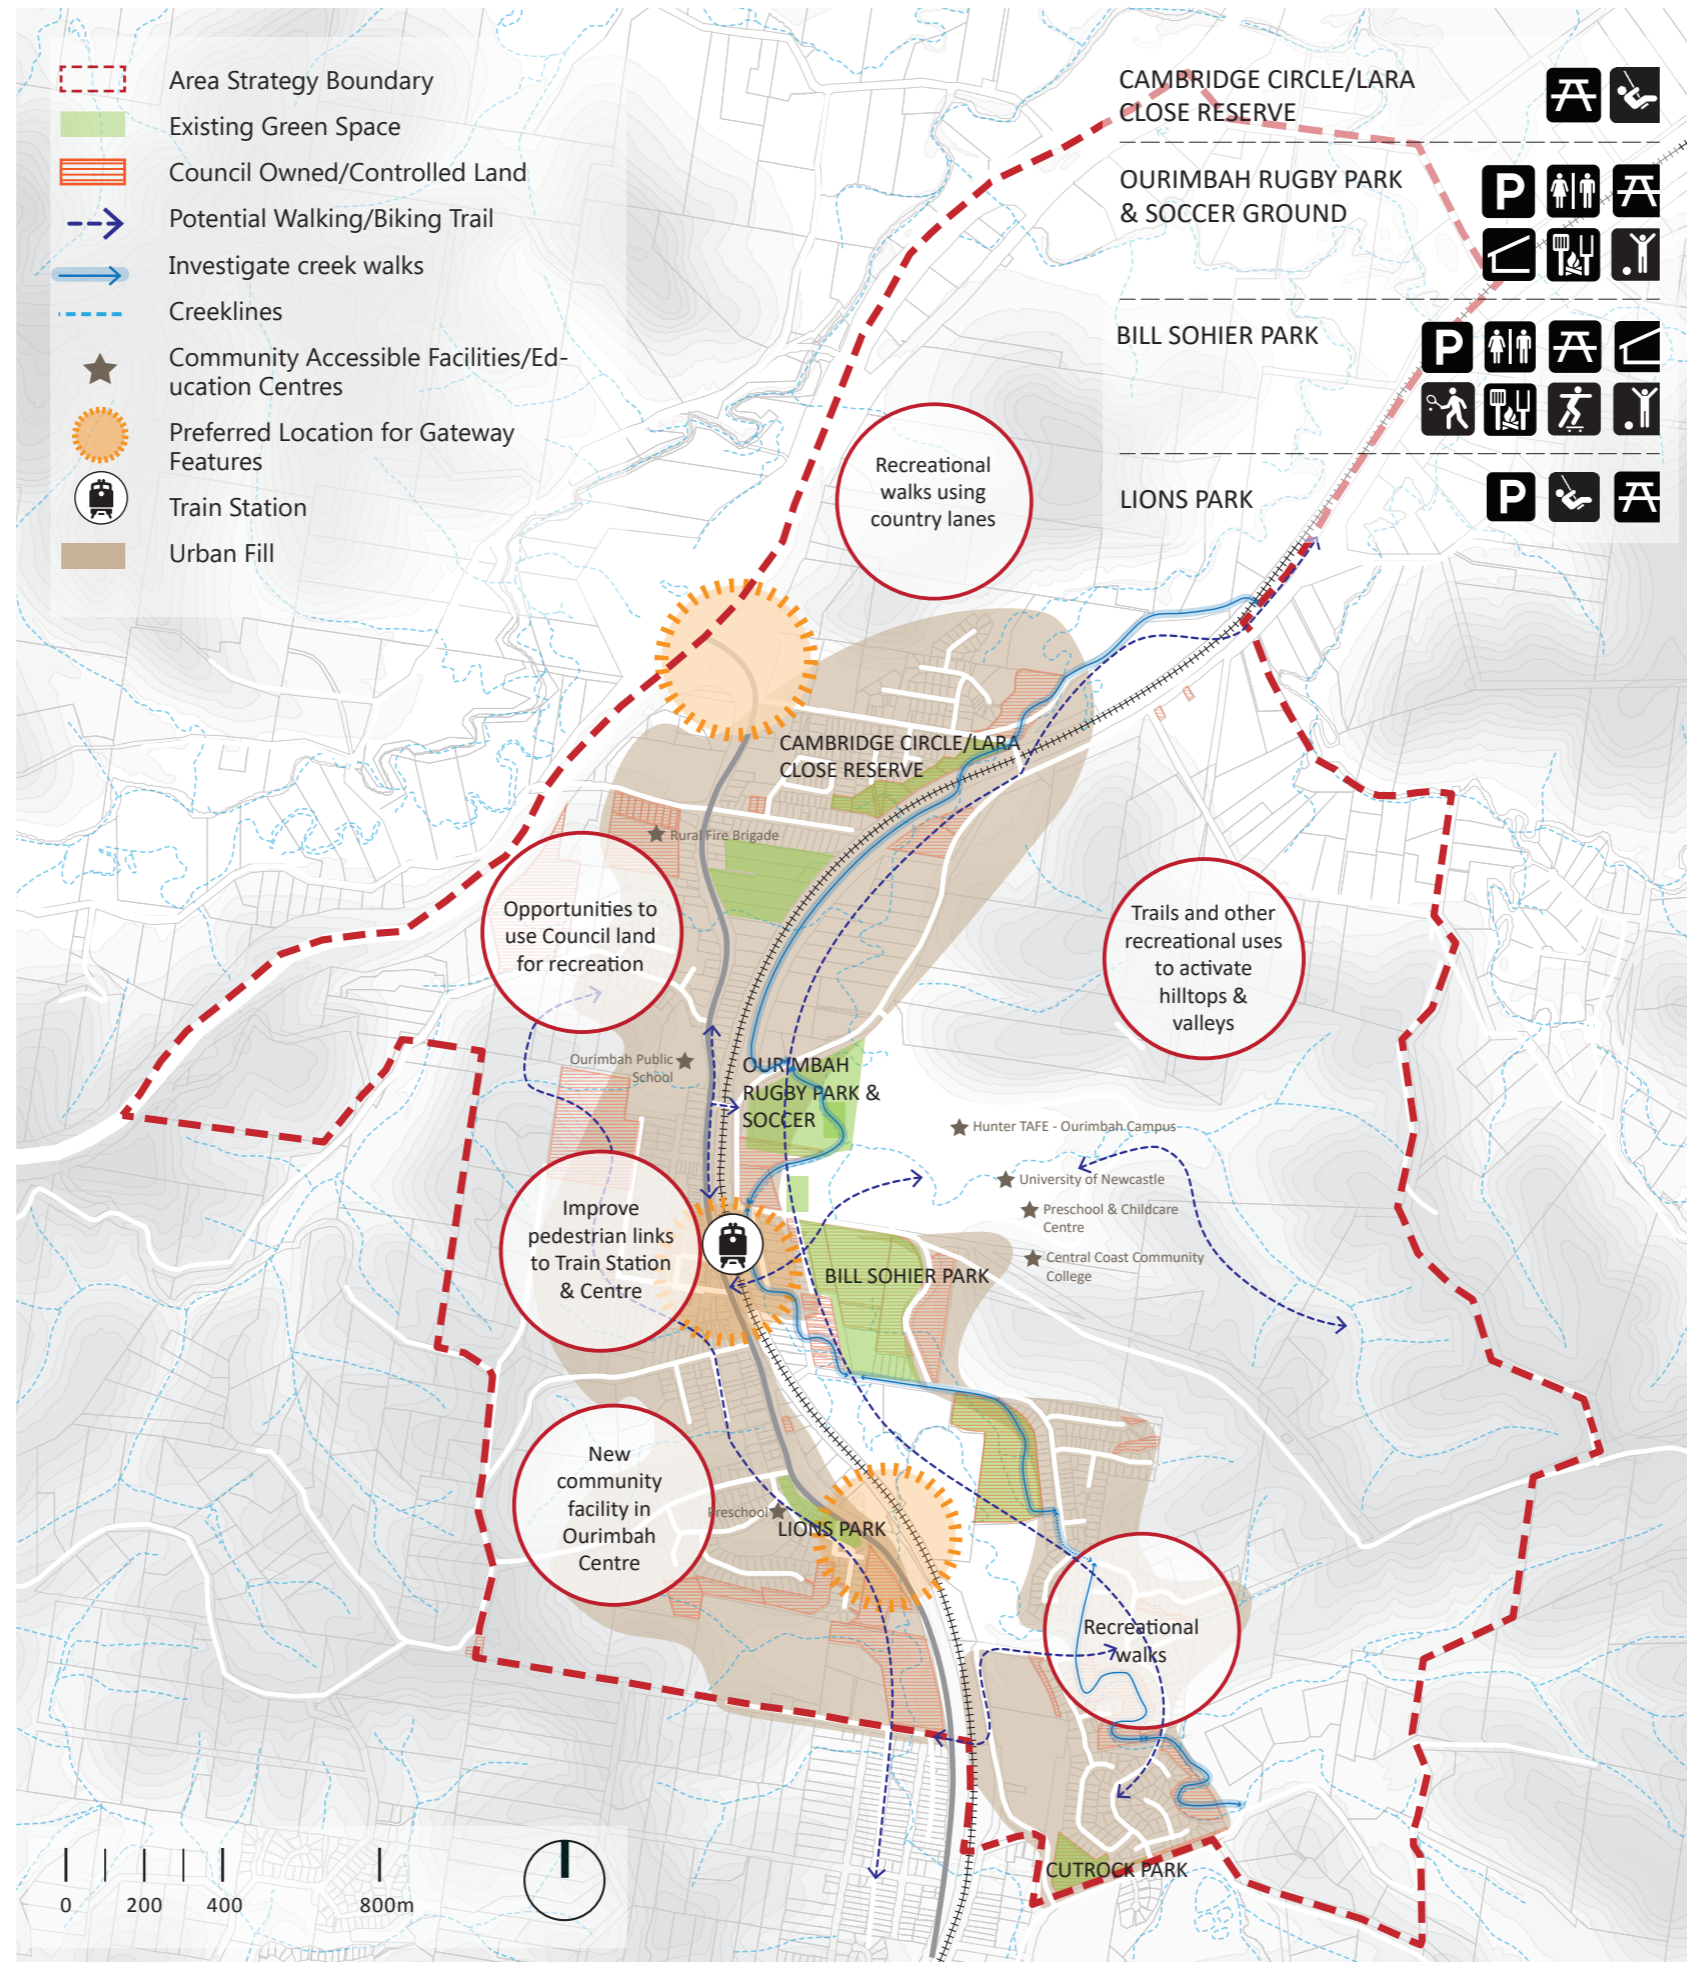 Area Strategy Boundary
Existing Green Space
Council Owned/Controlled Land
Potential Walking/Biking Trail
Investigate creek walks
Creeklines
Community Accessible Facilities/Ed-
ucation Centres
Preferred Location for Gateway
Features
Train Station
Urban Fill
CAMBRIDGE CIRCLE/LARA
CLOSE RESERVE
OURIMBAH RUGBY PARK
& SOCCER GROUND
P
BILL SOHIER PARK
P
LIONS PARK
P
Recreational
walks using
country lanes
CAMBRIDGE CIRCLE/LARA
CLOSE RESERVE
Rural Fire Brigade
Opportunities to
use Council land
for recreation
Trails and other
recreational uses
to activate
hilltops &
valleys
Ourimbah Public
School
OURIMBAH
RUGBY PARK &
SOCCER
Hunter TAFE - Ourimbah Campus
University of Newcastle
Preschool & Childcare
Centre
Central Coast Community
College
Improve
pedestrian links
to Train Station
& Centre
BILL SOHIER PARK
New
community
facility in
Ourimbah
Centre
Preschool
LIONS PARK
Recreational
walks
CUTROCK PARK
0 200 400 800m